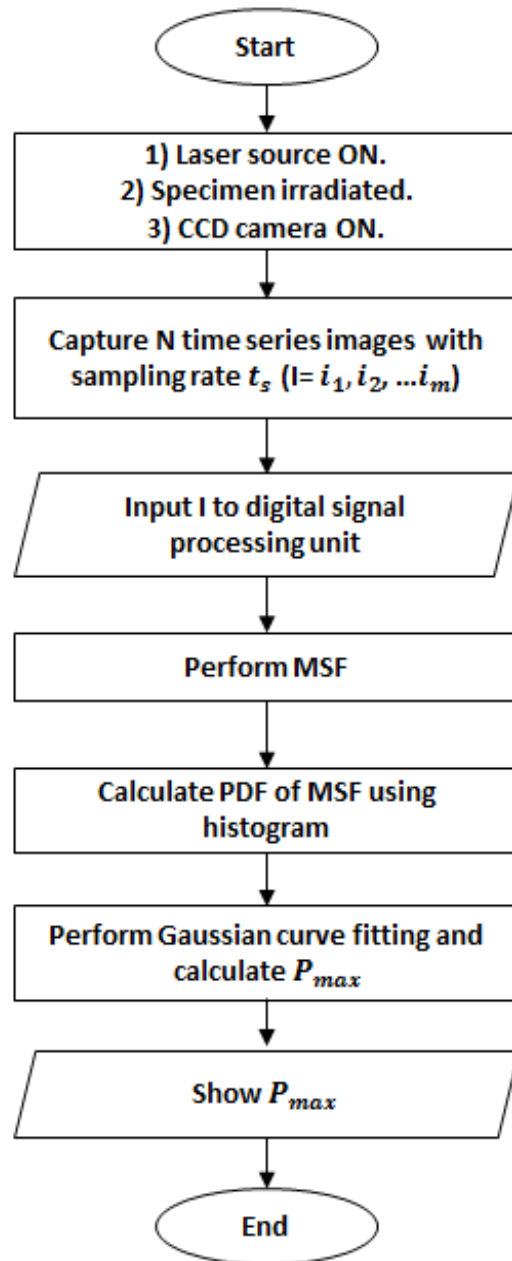 Start
1) Laser source ON.
2) Specimen irradiated.
3) CCD camera ON.
Capture N time series images with
sampling rate t_s (I= i_1, i_2, ...i_m)
Input I to digital signal
processing unit
Perform MSF
Calculate PDF of MSF using
histogram
Perform Gaussian curve fitting and
calculate P_max
Show P_max
End